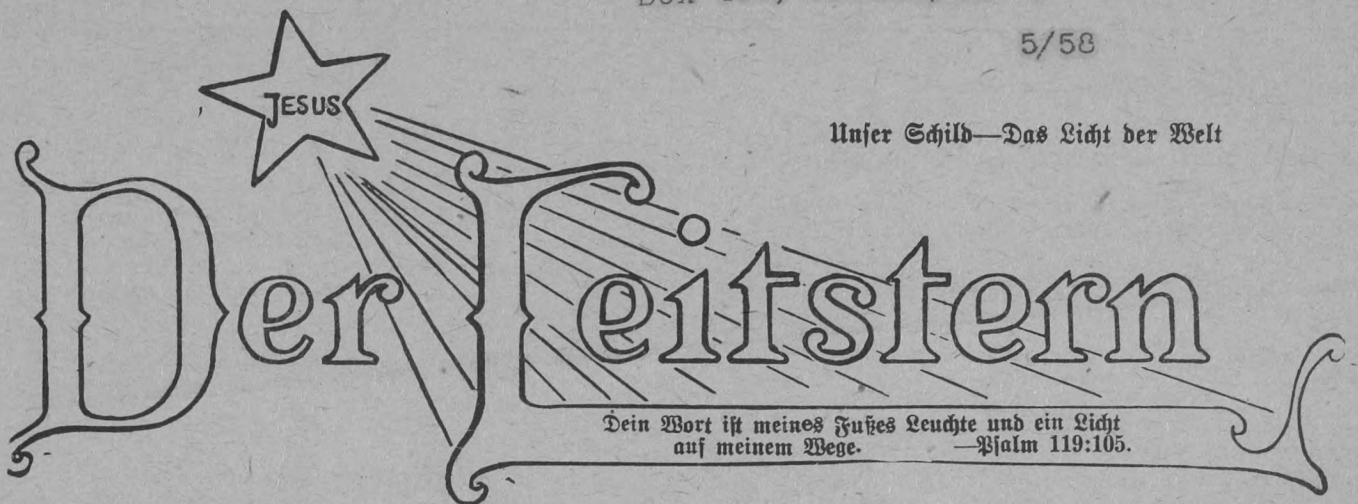 5/58
JESUS
Unser Schild—Das Licht der Welt
Der Leitstern
Dein Wort ist meines Fußes Leuchte und ein Licht
auf meinem Wege. —Psalm 119:105.